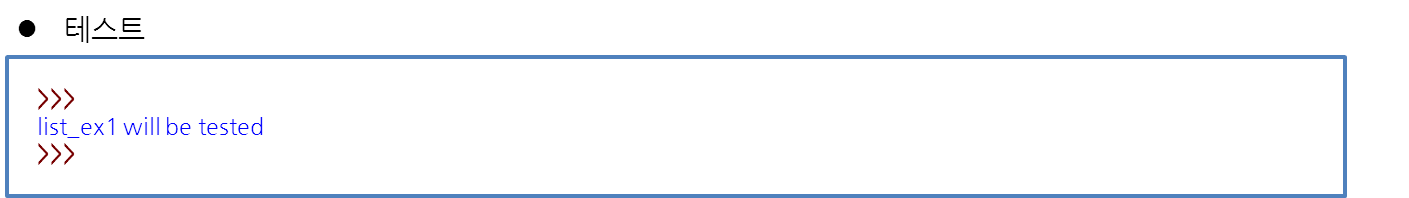 ● 테스트
>>>
list_ex1 will be tested
>>>